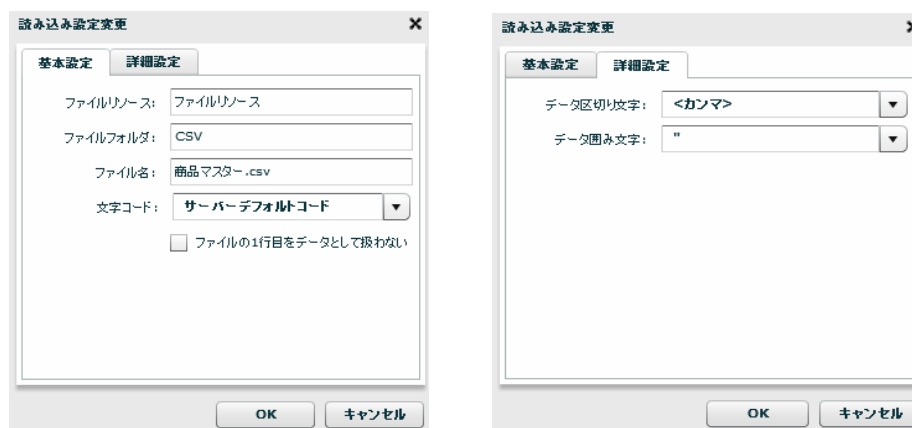 読み込み設定変更
基本設定 詳細設定
ファイルリソース: ファイルリソース
ファイルフォルダ: CSV
ファイル名: 商品マスター.csv
文字コード: サーバーデフォルトコード
ファイルの1行目をデータとして扱わない
OK キャンセル
読み込み設定変更
基本設定 詳細設定
データ区切り文字: <カンマ>
データ囲み文字: "
OK キャンセル